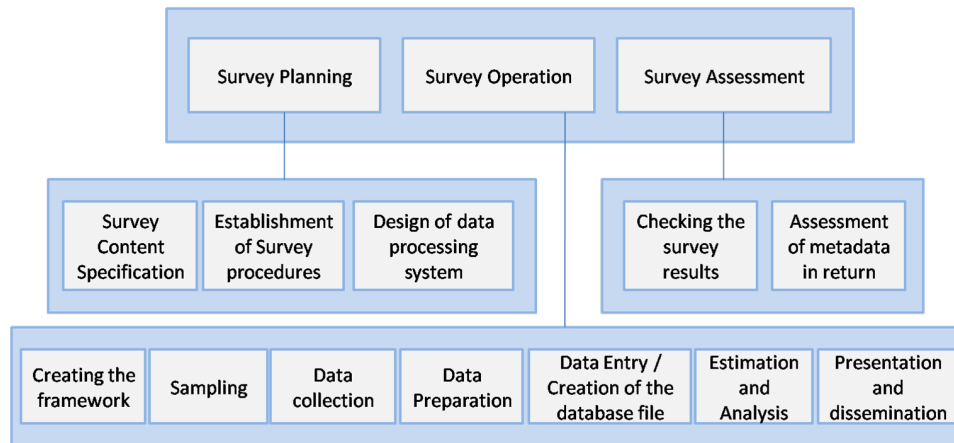 Survey Planning
Survey Operation
Survey Assessment
Survey
Content
Specification
Establishment
of Survey
procedures
Design of data
processing
system
Checking the
survey
results
Assessment
of metadata
in return
Creating the
framework
Sampling
Data
collection
Data
Preparation
Data Entry /
Creation of the
database file
Estimation
and
Analysis
Presentation
and
dissemination